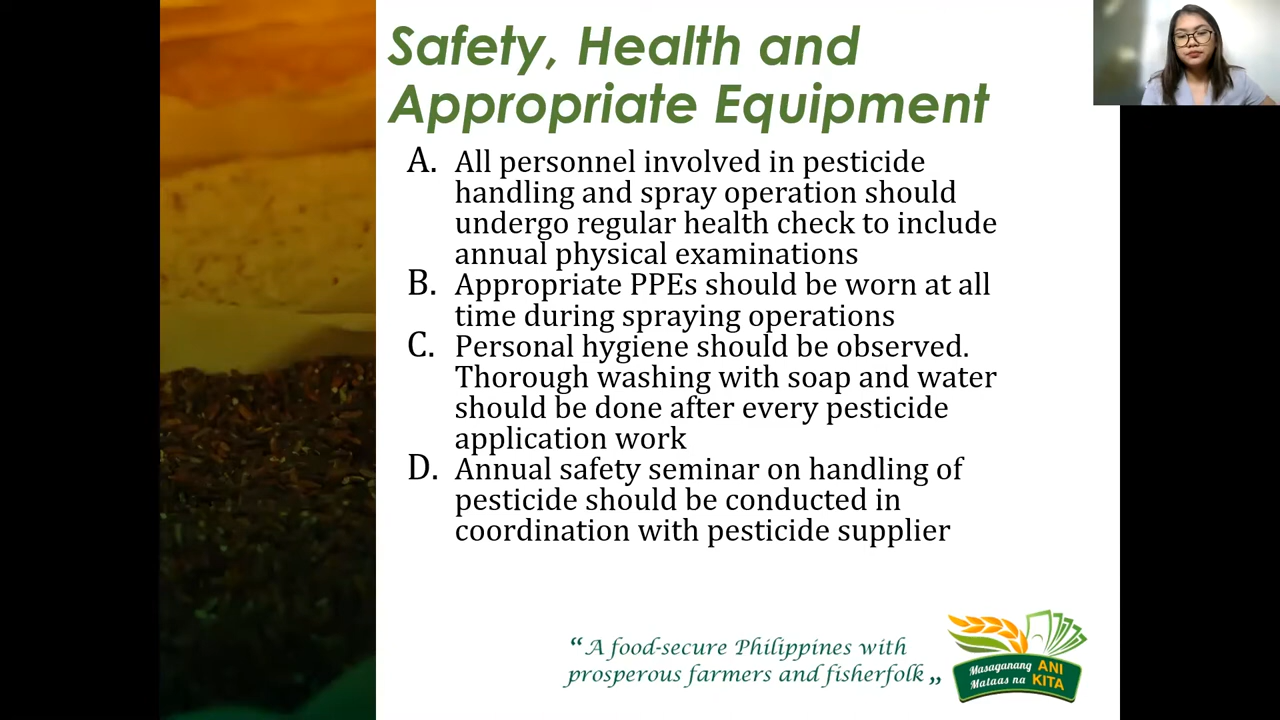 Safety, Health and
Appropriate Equipment
A. All personnel involved in pesticide
handling and spray operation should
undergo regular health check to include
annual physical examinations
B. Appropriate PPEs should be worn at all
time during spraying operations
C. Personal hygiene should be observed.
Thorough washing with soap and water
should be done after every pesticide
application work
D. Annual safety seminar on handling of
pesticide should be conducted in
coordination with pesticide supplier
“ A food-secure Philippines with
prosperous farmers and fisherfolk „
Masaganang ANI
Mataas na KITA